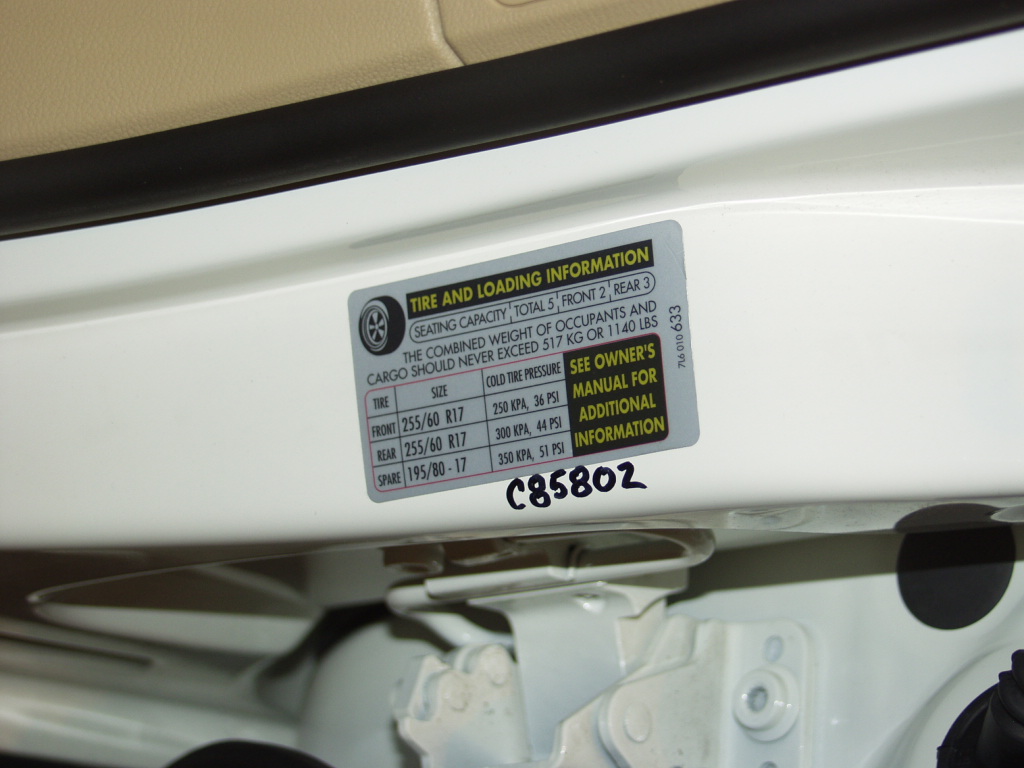 TIRE AND LOADING INFORMATION
SEATING CAPACITY TOTAL 5 FRONT 2 REAR 3
THE COMBINED WEIGHT OF OCCUPANTS AND
CARGO SHOULD NEVER EXCEED 517 KG OR 1140 LBS
TIRE SIZE COLD TIRE PRESSURE
FRONT 255/60 R17 250 KPA, 36 PSI
REAR 255/60 R17 300 KPA, 44 PSI
SPARE 195/80 - 17 350 KPA, 51 PSI
SEE OWNER'S
MANUAL FOR
ADDITIONAL
INFORMATION
7L6 010 633
C85802